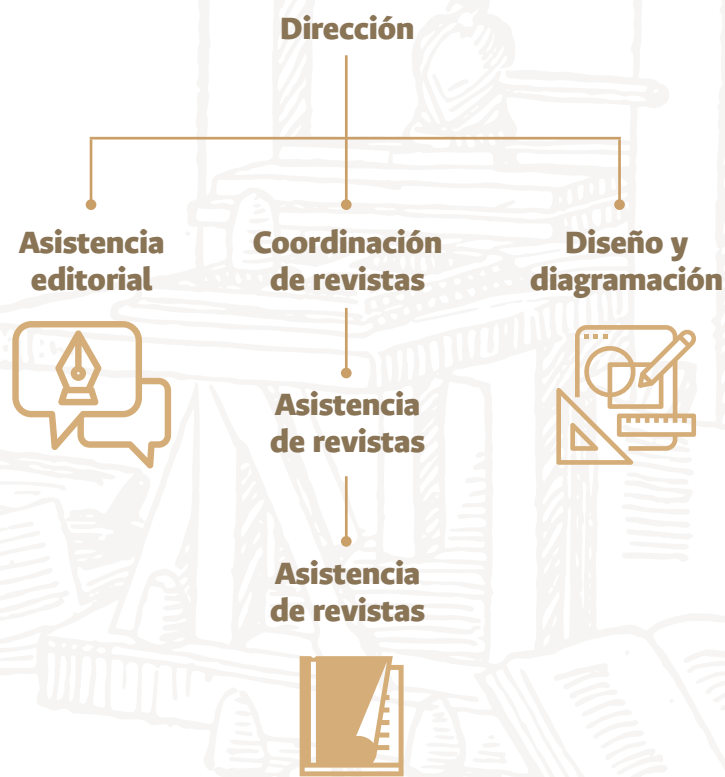 Dirección
Asistencia
editorial
Coordinación
de revistas
Diseño y
diagramación
Asistencia
de revistas
Asistencia
de revistas